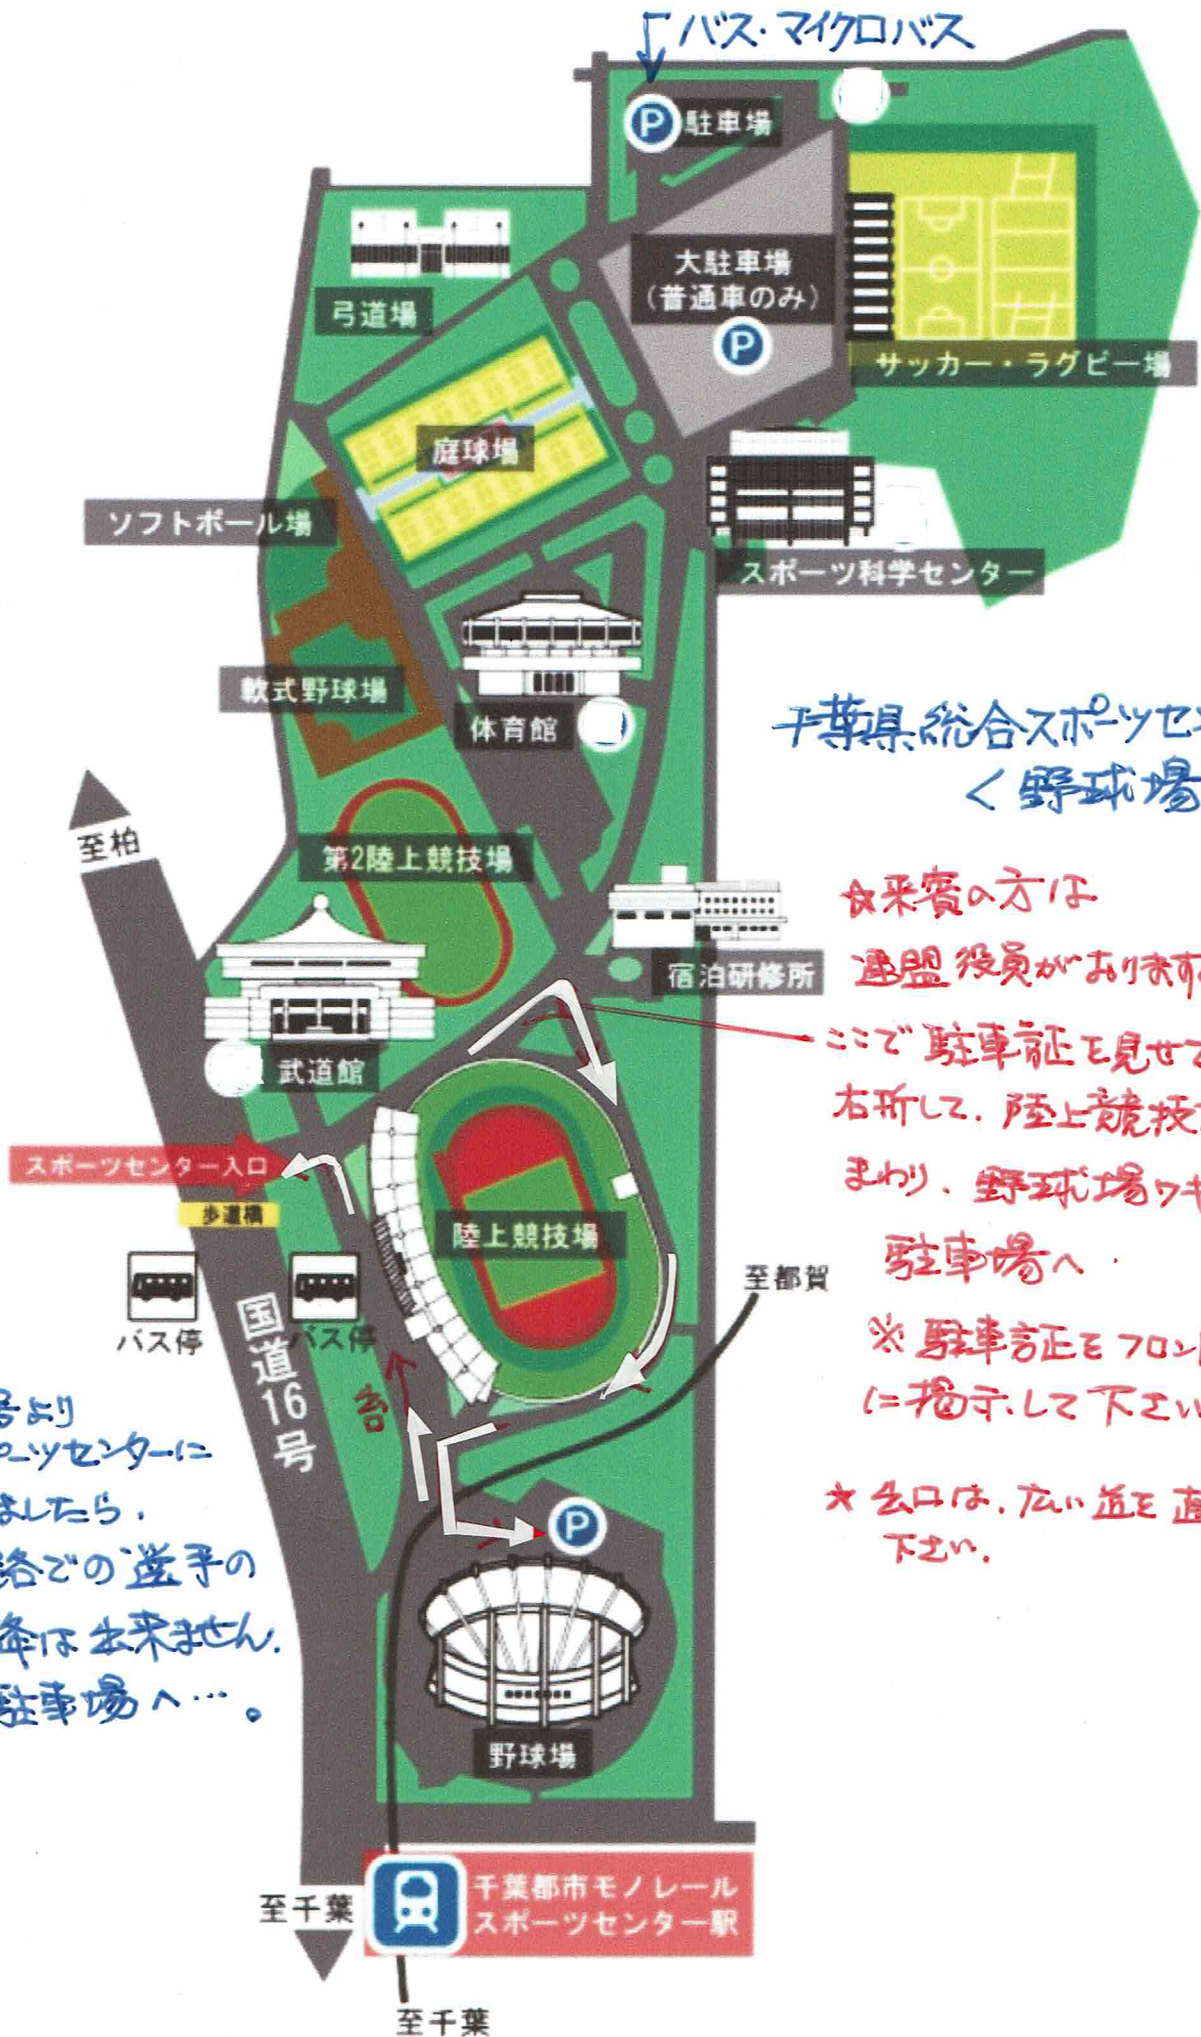 バス・マイクロバス
P 駐車場
大駐車場
(普通車のみ)
P
弓道場
サッカー・ラグビー場
庭球場
ソフトボール場
スポーツ科学センター
軟式野球場
体育館
千葉県総合スポーツセン
<野球場
至柏
第2陸上競技場
☆来賓の方は
連盟役員がおりますの
宿泊研修所
ここで駐車証を見せて
武道館
右折して、陸上競技
まわり、野球場ワキ
スポーツセンター入口
歩道橋
陸上競技場
駐車場へ.
至都賀
バス停
バス停
国道16号
※駐車証をフロント
に掲示して下さい
号より
ポーツセンターに
ましたら、
路での選手の
降は出来ません.
駐車場へ…。
★ 出口は、広い道を直
下さい.
P
野球場
千葉都市モノレール
スポーツセンター駅
至千葉
至千葉